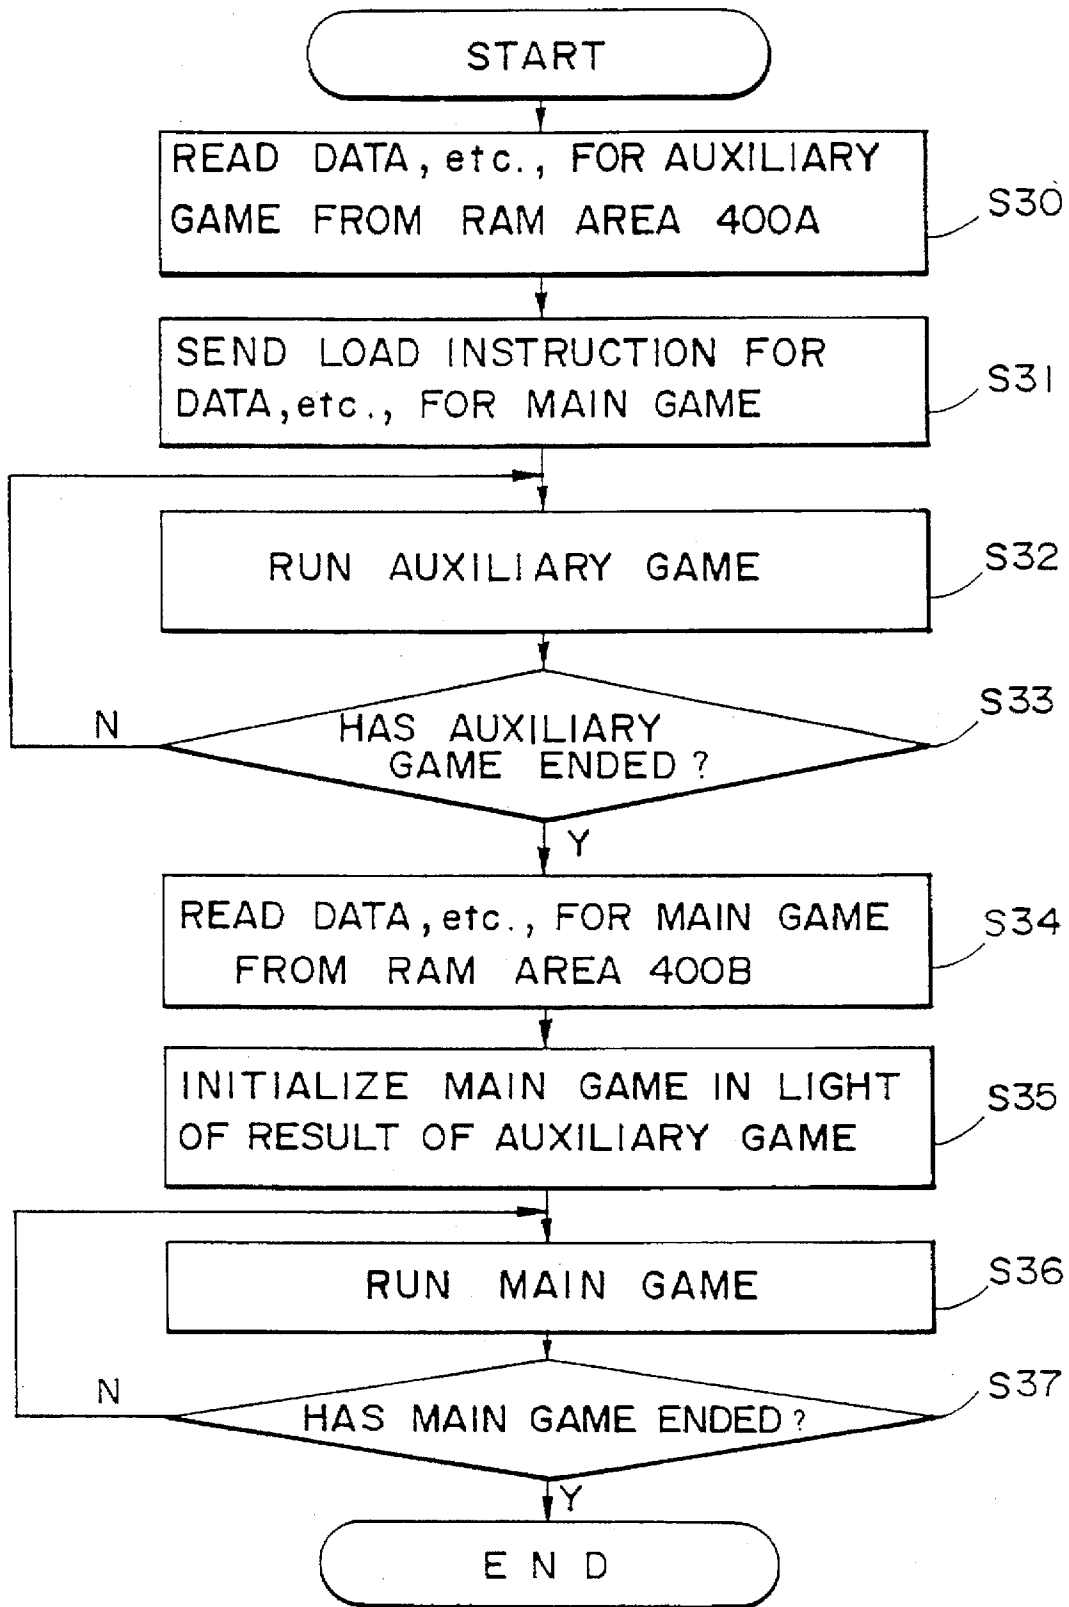 START
READ DATA, etc., FOR AUXILIARY
GAME FROM RAM AREA 400A
S30
SEND LOAD INSTRUCTION FOR
DATA, etc., FOR MAIN GAME
S31
RUN AUXILIARY GAME
S32
HAS AUXILIARY
GAME ENDED ?
S33
N
Y
READ DATA, etc., FOR MAIN GAME
FROM RAM AREA 400B
S34
INITIALIZE MAIN GAME IN LIGHT
OF RESULT OF AUXILIARY GAME
S35
RUN MAIN GAME
S36
HAS MAIN GAME ENDED ?
S37
N
Y
END